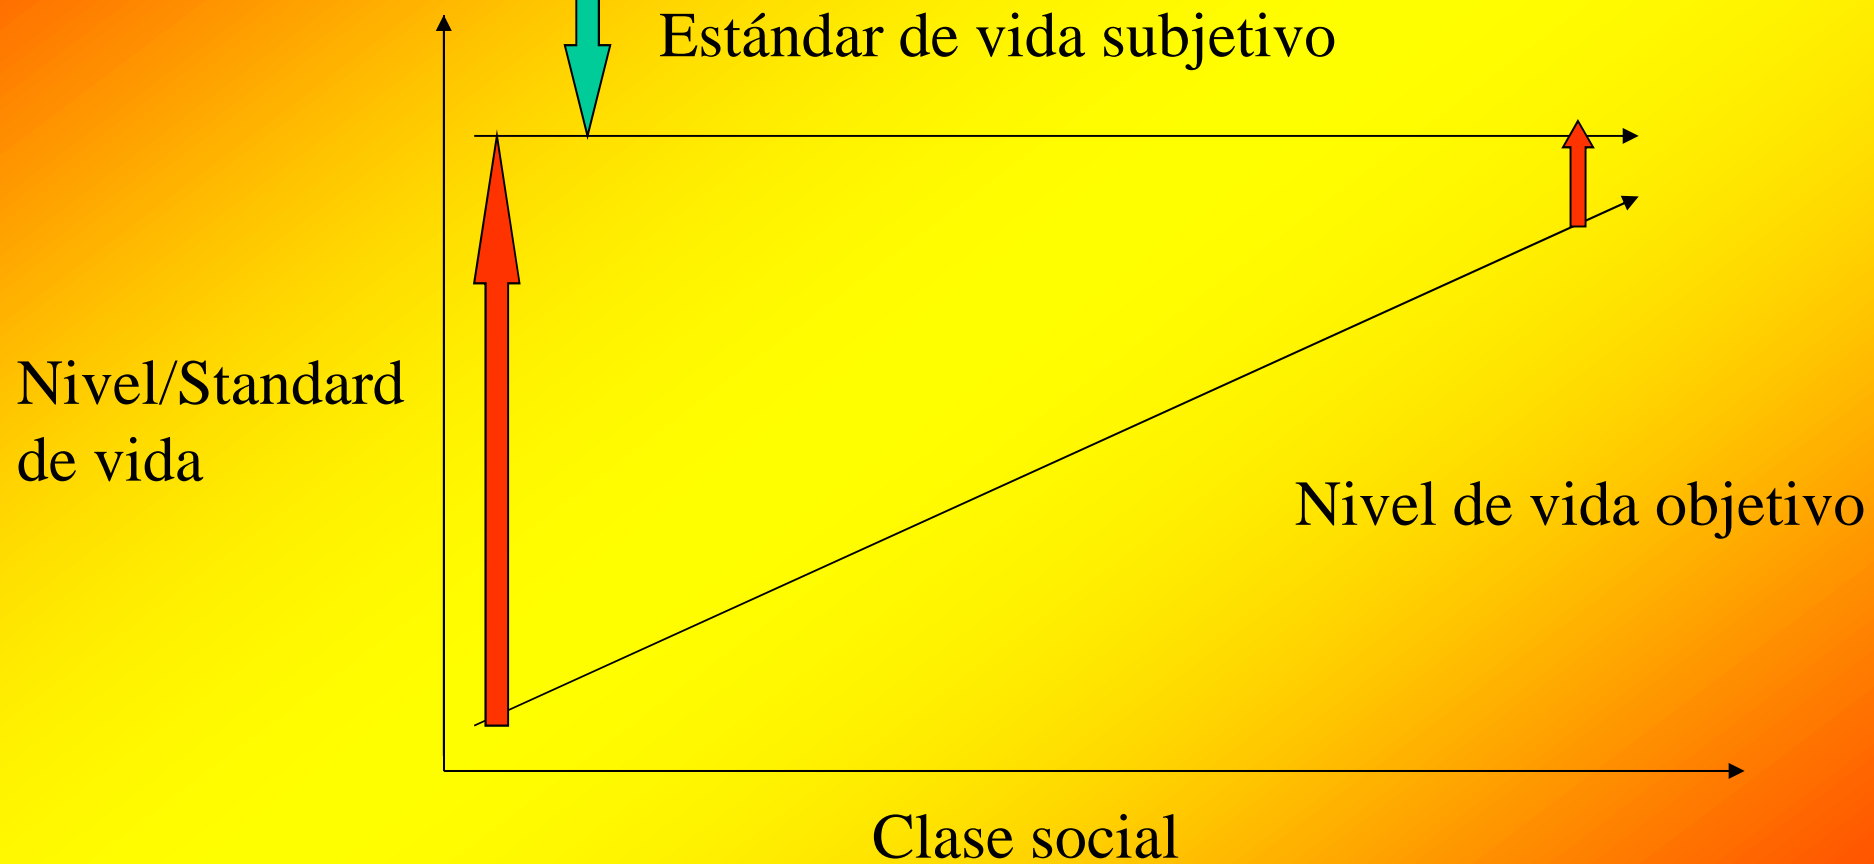 Estándar de vida subjetivo
Nivel/Standard
de vida
Nivel de vida objetivo
Clase social